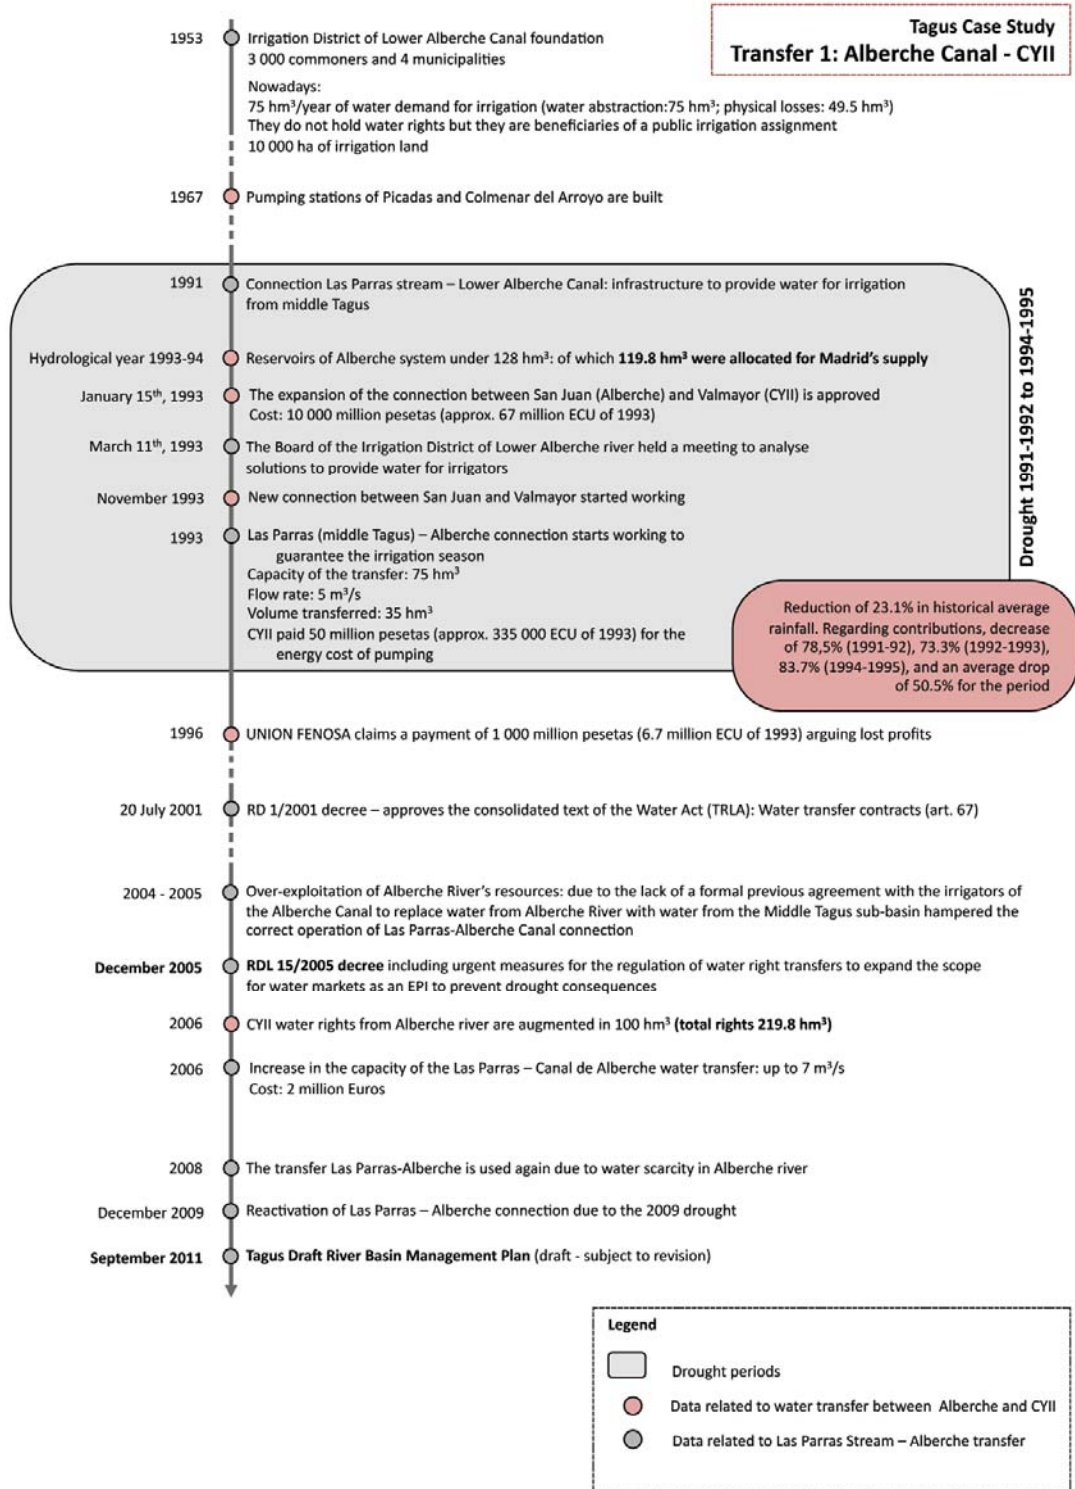 Tagus Case Study
Transfer 1: Alberche Canal - CYII
1953 Irrigation District of Lower Alberche Canal foundation
3 000 commoners and 4 municipalities
Nowadays:
75 hm³/year of water demand for irrigation (water abstraction:75 hm³; physical losses: 49.5 hm³)
They do not hold water rights but they are beneficiaries of a public irrigation assignment
10 000 ha of irrigation land
1967 Pumping stations of Picadas and Colmenar del Arroyo are built
1991 Connection Las Parras stream – Lower Alberche Canal: infrastructure to provide water for irrigation
from middle Tagus
Hydrological year 1993-94 Reservoirs of Alberche system under 128 hm³: of which 119.8 hm³ were allocated for Madrid's supply
January 15th, 1993 The expansion of the connection between San Juan (Alberche) and Valmayor (CYII) is approved
Cost: 10 000 million pesetas (approx. 67 million ECU of 1993)
March 11th, 1993 The Board of the Irrigation District of Lower Alberche river held a meeting to analyse
solutions to provide water for irrigators
November 1993 New connection between San Juan and Valmayor started working
1993 Las Parras (middle Tagus) – Alberche connection starts working to
guarantee the irrigation season
Capacity of the transfer: 75 hm³
Flow rate: 5 m³/s
Volume transferred: 35 hm³
CYII paid 50 million pesetas (approx. 335 000 ECU of 1993) for the
energy cost of pumping
Drought 1991-1992 to 1994-1995
Reduction of 23.1% in historical average
rainfall. Regarding contributions, decrease
of 78,5% (1991-92), 73.3% (1992-1993),
83.7% (1994-1995), and an average drop
of 50.5% for the period
1996 UNION FENOSA claims a payment of 1 000 million pesetas (6.7 million ECU of 1993) arguing lost profits
20 July 2001 RD 1/2001 decree – approves the consolidated text of the Water Act (TRLA): Water transfer contracts (art. 67)
2004 - 2005 Over-exploitation of Alberche River's resources: due to the lack of a formal previous agreement with the irrigators of
the Alberche Canal to replace water from Alberche River with water from the Middle Tagus sub-basin hampered the
correct operation of Las Parras-Alberche Canal connection
December 2005 RDL 15/2005 decree including urgent measures for the regulation of water right transfers to expand the scope
for water markets as an EPI to prevent drought consequences
2006 CYII water rights from Alberche river are augmented in 100 hm³ (total rights 219.8 hm³)
2006 Increase in the capacity of the Las Parras – Canal de Alberche water transfer: up to 7 m³/s
Cost: 2 million Euros
2008 The transfer Las Parras-Alberche is used again due to water scarcity in Alberche river
December 2009 Reactivation of Las Parras – Alberche connection due to the 2009 drought
September 2011 Tagus Draft River Basin Management Plan (draft - subject to revision)
Legend
Drought periods
Data related to water transfer between Alberche and CYII
Data related to Las Parras Stream – Alberche transfer